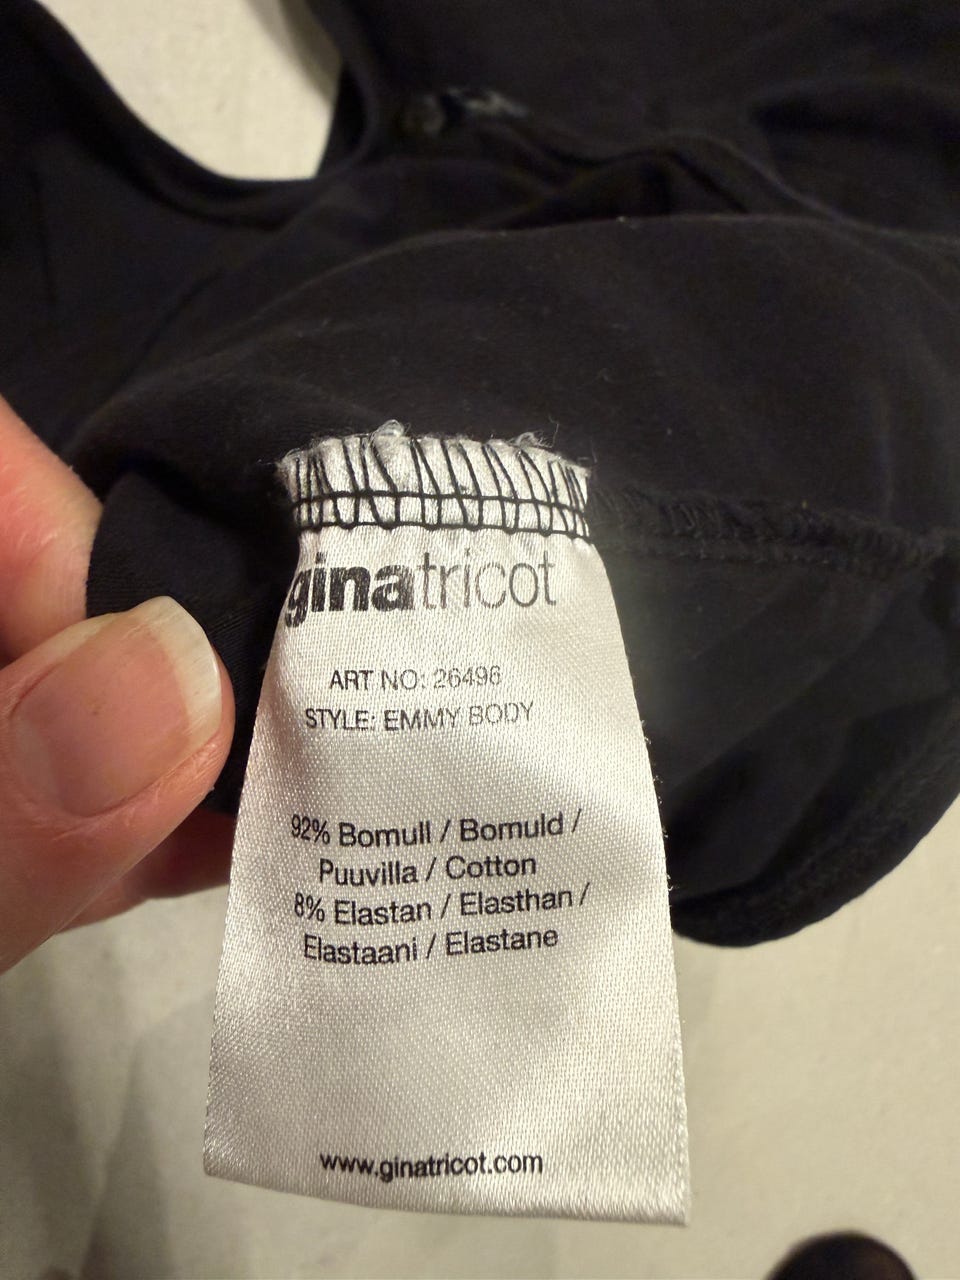 ginatricot
ART NO: 26496
STYLE: EMMY BODY
92% Bomull / Bomuld /
Puuvilla / Cotton
8% Elastan / Elasthan /
Elastaani / Elastane
www.ginatricot.com